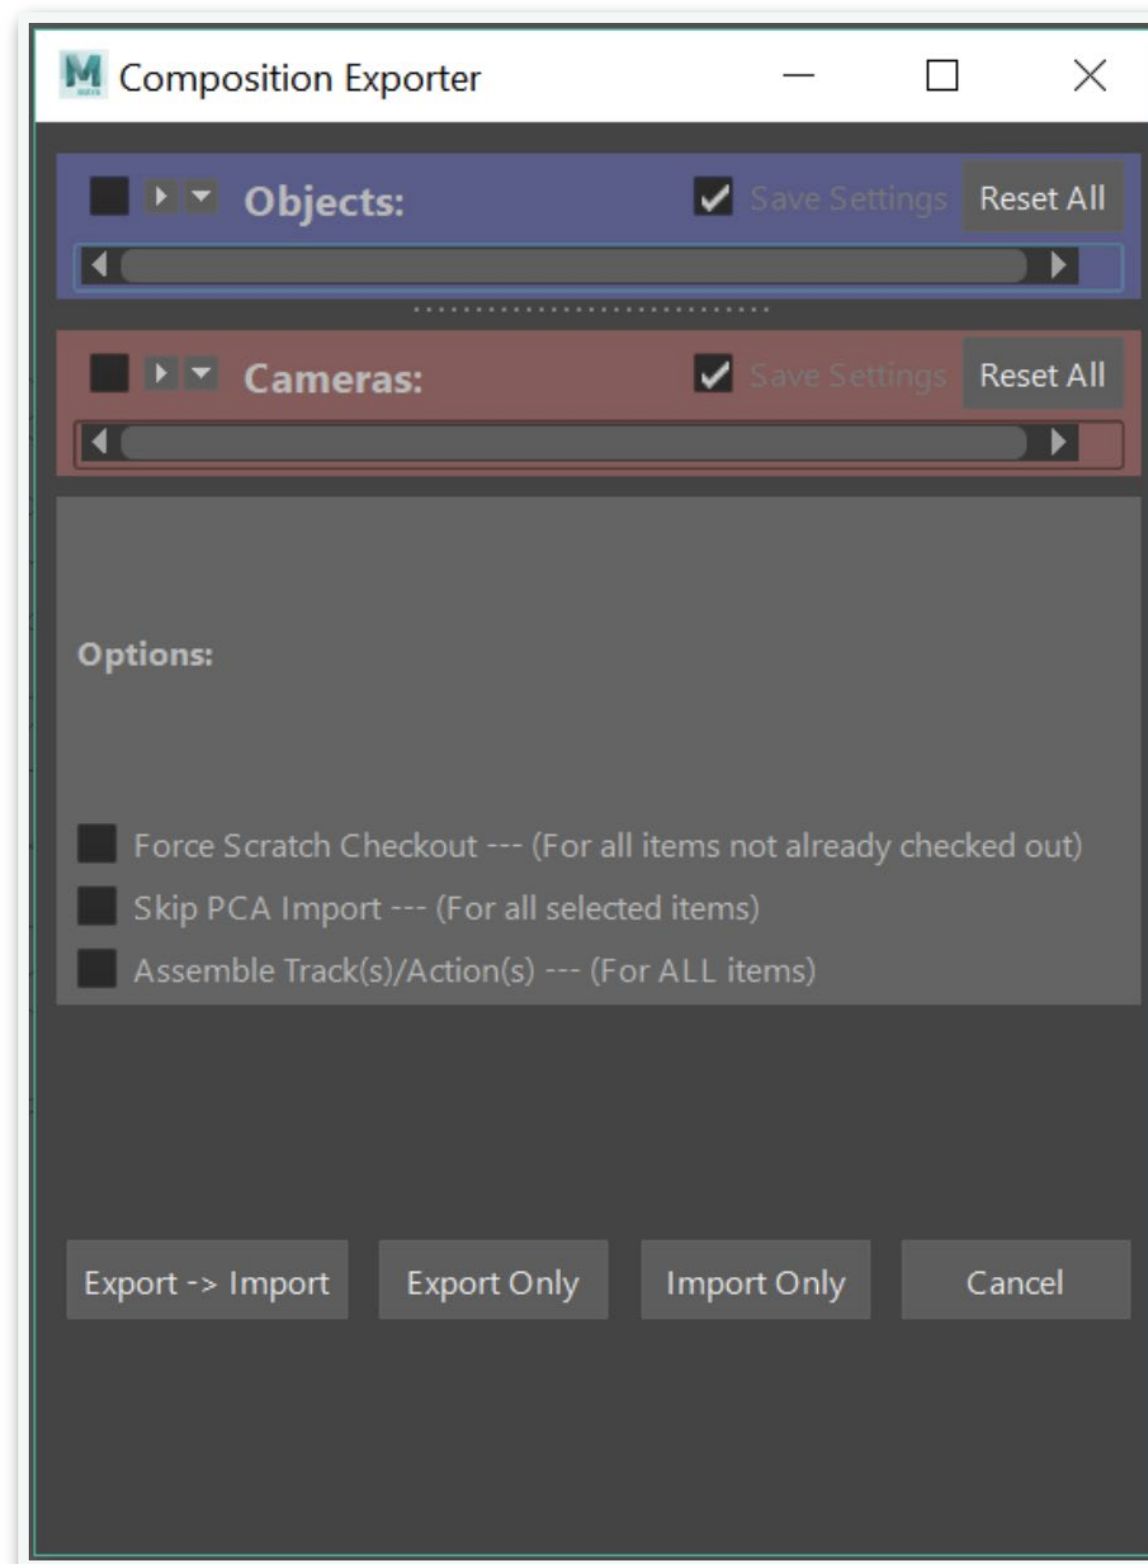 Composition Exporter
Objects: Save Settings Reset All
Cameras: Save Settings Reset All
Options:
Force Scratch Checkout --- (For all items not already checked out)
Skip PCA Import --- (For all selected items)
Assemble Track(s)/Action(s) --- (For ALL items)
Export -> Import Export Only Import Only Cancel